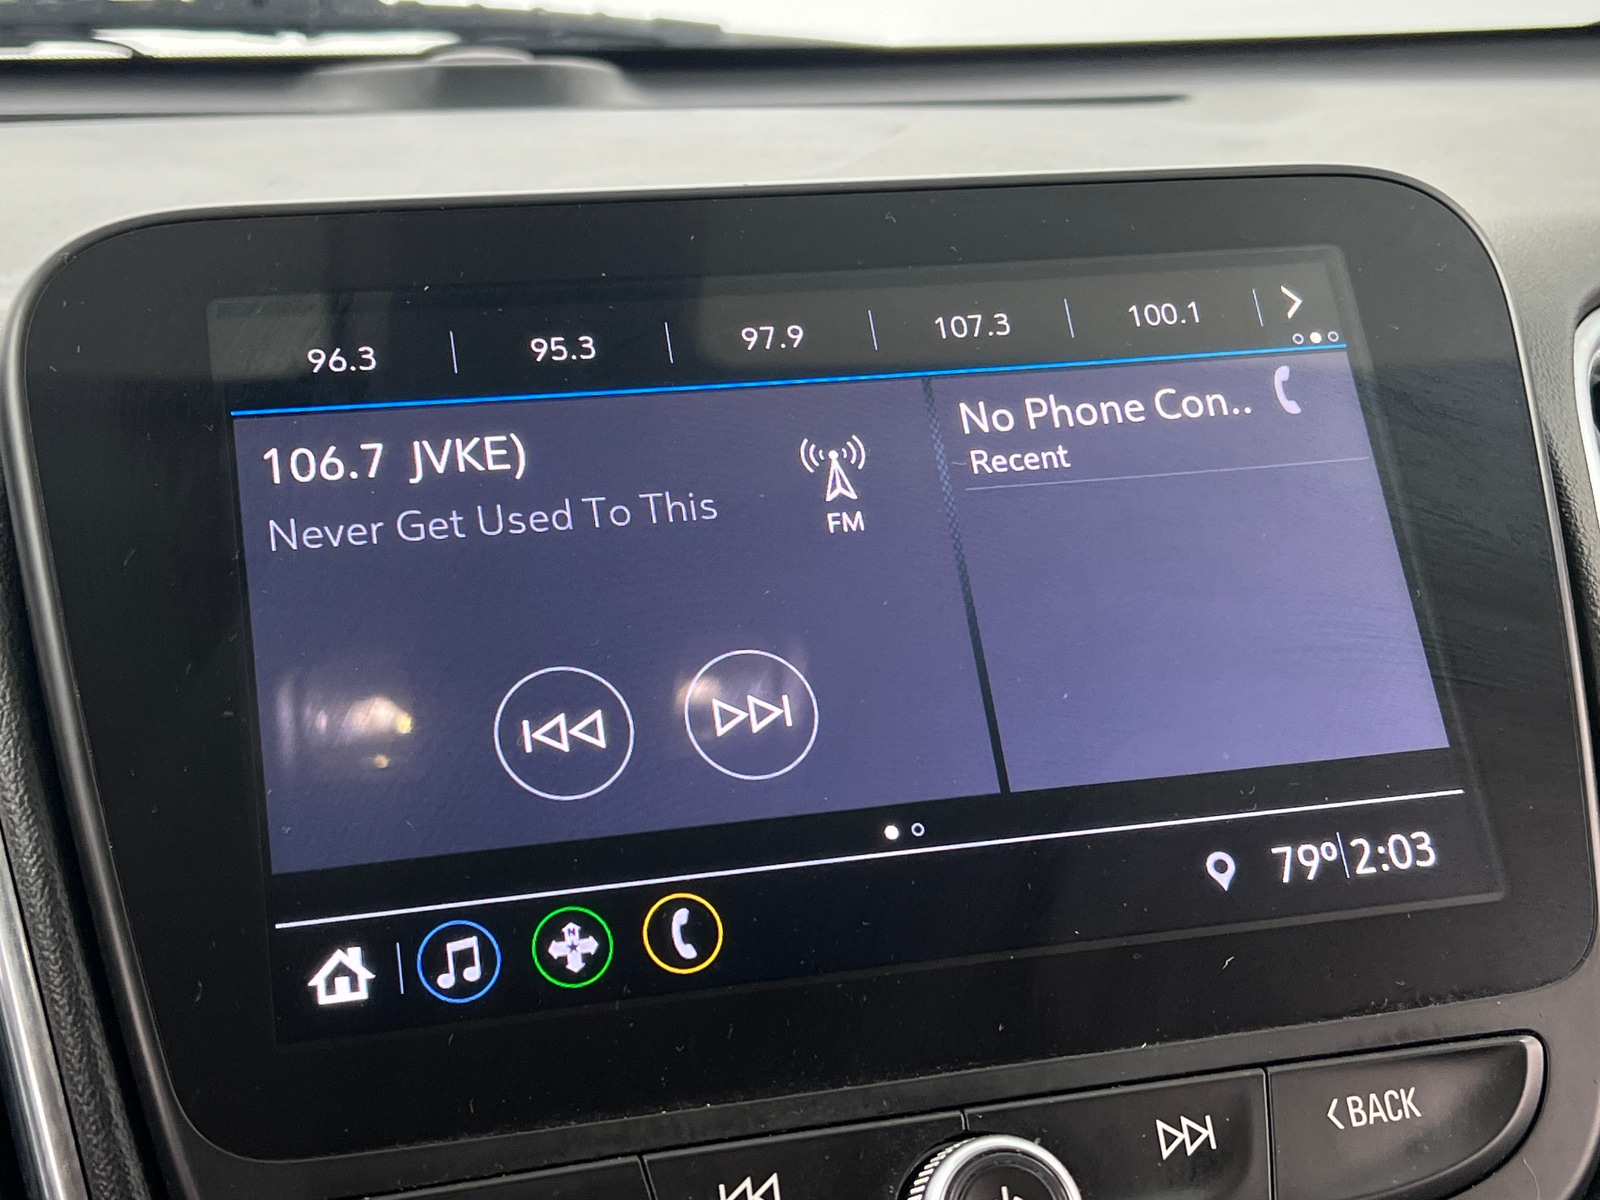 96.3 95.3 97.9 107.3 100.1
106.7 JVKE)
Never Get Used To This
FM
No Phone Con..
Recent
79° 2:03
N
BACK